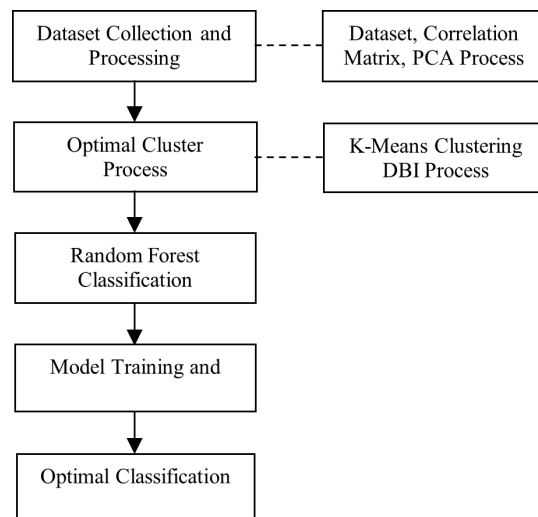 Dataset Collection and
Processing
Dataset, Correlation
Matrix, PCA Process
Optimal Cluster
Process
K-Means Clustering
DBI Process
Random Forest
Classification
Model Training and
Optimal Classification